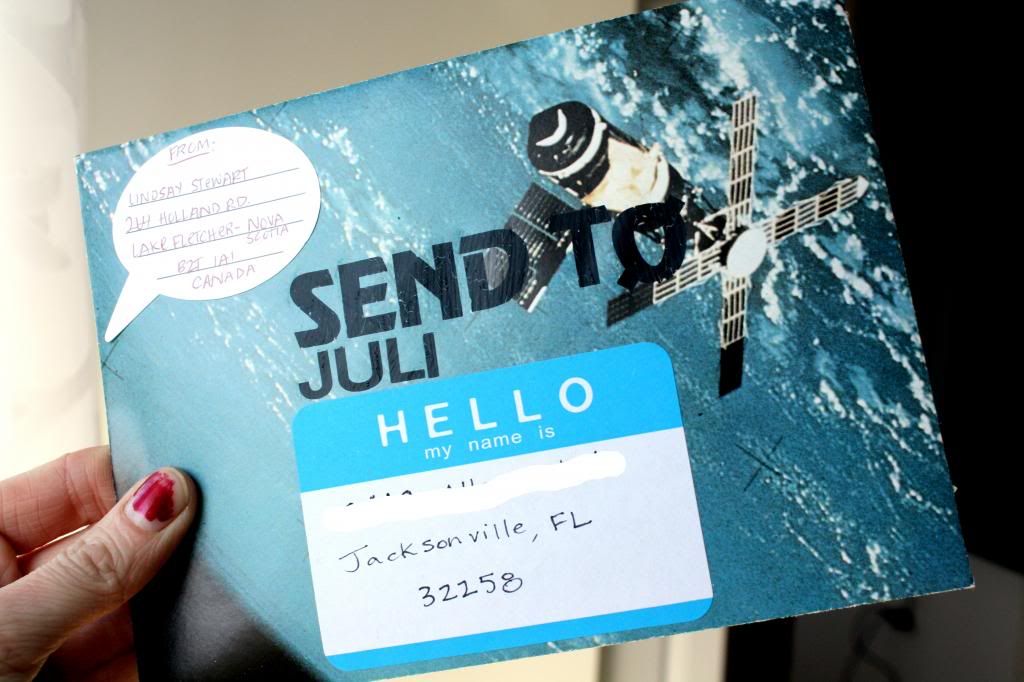 FROM:
LINDSAY STEWART
244 HOLLAND RD.
LAKE FLETCHER - NOVA
SCOTIA
B2T 1A1
CANADA
SEND TO
JULI
HELLO
my name is
Jacksonville, FL
32258